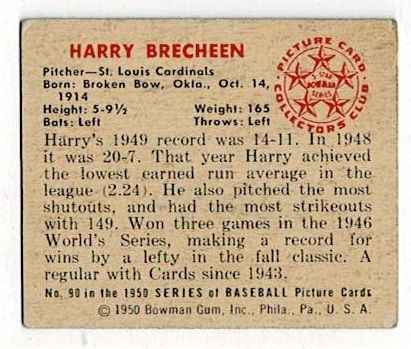 HARRY BRECHEEN
Pitcher—St. Louis Cardinals
Born: Broken Bow, Okla., Oct. 14,
1914
Height: 5-9½ Weight: 165
Bats: Left Throws: Left
PICTURE CARD
COLLECTORS CLUB
5 STAR
BOWMAN
SERIES
Harry's 1949 record was 14-11. In 1948
it was 20-7. That year Harry achieved
the lowest earned run average in the
league (2.24). He also pitched the most
shutouts, and had the most strikeouts
with 149. Won three games in the 1946
World's Series, making a record for
wins by a lefty in the fall classic. A
regular with Cards since 1943.
No. 90 in the 1950 SERIES of BASEBALL Picture Cards
©1950 Bowman Gum, Inc., Phila., Pa., U. S. A.